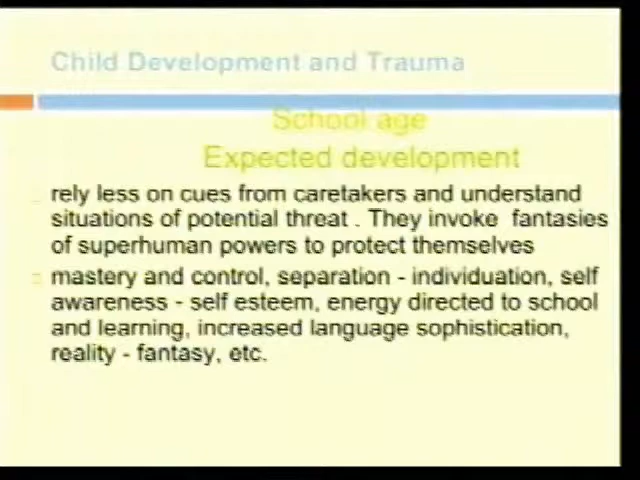 Child Development and Trauma
School age
Expected development
rely less on cues from caretakers and understand
situations of potential threat . They invoke fantasies
of superhuman powers to protect themselves
mastery and control, separation - individuation, self
awareness - self esteem, energy directed to school
and learning, increased language sophistication,
reality - fantasy, etc.